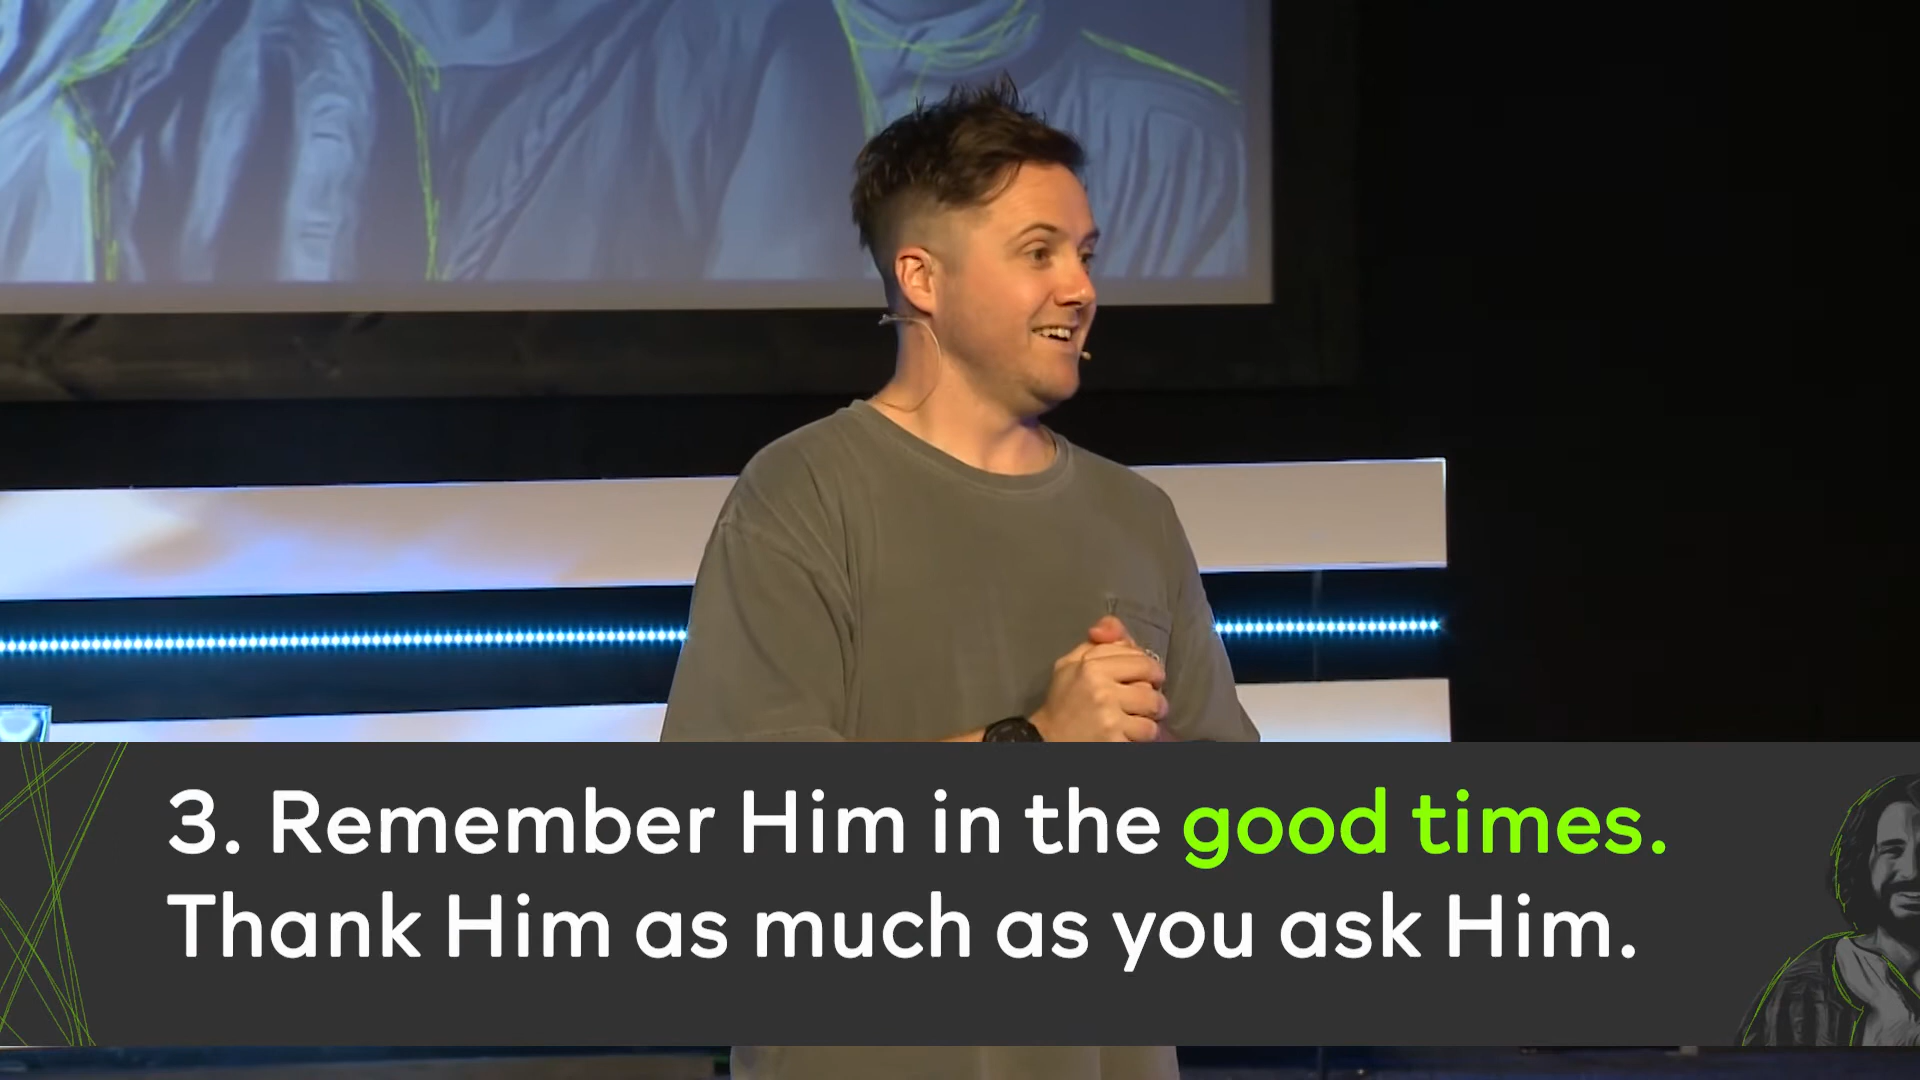 3. Remember Him in the good times.
Thank Him as much as you ask Him.